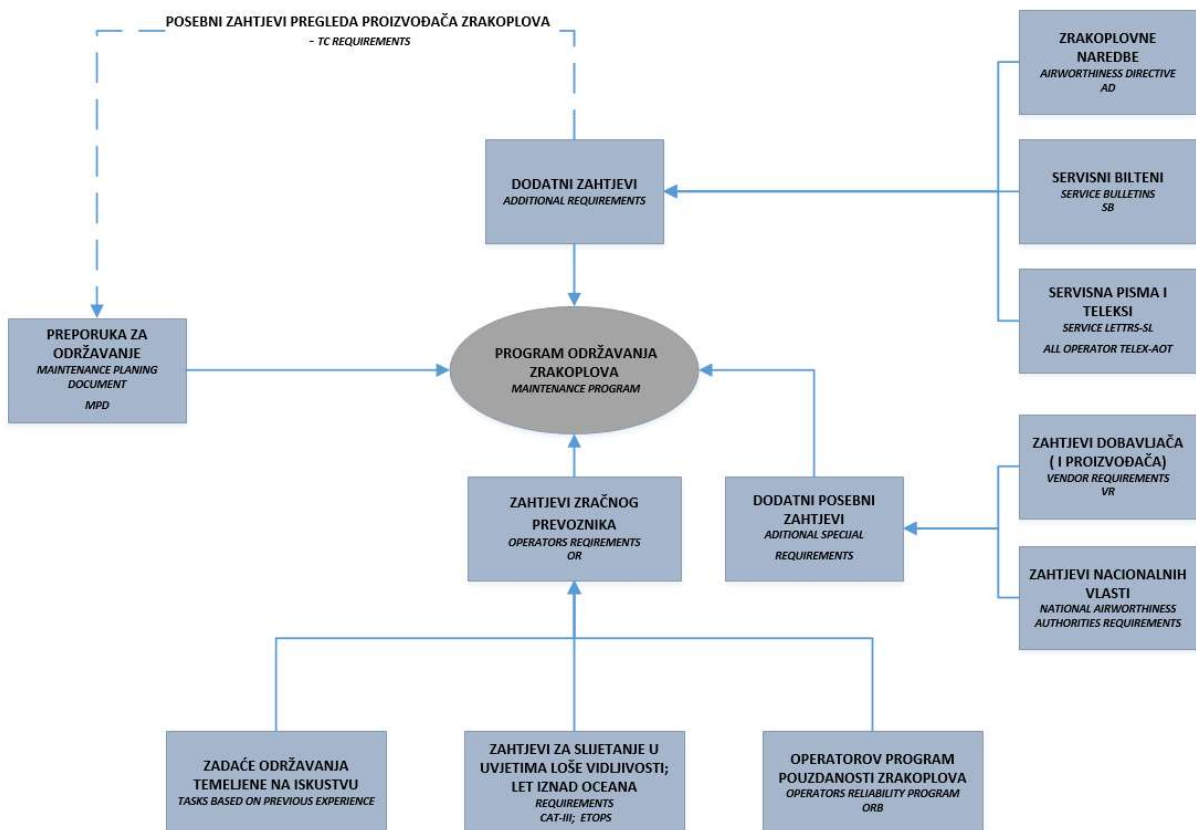 POSEBNI ZAHTJEVI PREGLEDA PROIZVOĐAČA ZRAKOPLOVA
- TC REQUIREMENTS
ZRAKOPLOVNE
NAREDBE
AIRWORTHINESS DIRECTIVE
AD
DODATNI ZAHTJEVI
ADDITIONAL REQUIREMENTS
SERVISNI BILTENI
SERVICE BULLETINS
SB
SERVISNA PISMA I
TELEKSI
SERVICE LETTRS-SL
ALL OPERATOR TELEX-AOT
PREPORUKA ZA
ODRŽAVANJE
MAINTENANCE PLANING
DOCUMENT
MPD
PROGRAM ODRŽAVANJA
ZRAKOPLOVA
MAINTENANCE PROGRAM
ZAHTJEVI DOBAVLJAČA
( I PROIZVOĐAČA)
VENDOR REQUIREMENTS
VR
ZAHTJEVI ZRAČNOG
PREVOZNIKA
OPERATORS REQIREMENTS
OR
DODATNI POSEBNI
ZAHTJEVI
ADITIONAL SPECIJAL
REQUIREMENTS
ZAHTJEVI NACIONALNIH
VLASTI
NATIONAL AIRWORTHINESS
AUTHORITIES REQUIREMENTS
ZADAĆE ODRŽAVANJA
TEMELJENE NA ISKUSTVU
TASKS BASED ON PREVIOUS EXPERIENCE
ZAHTJEVI ZA SLIJETANJE U
UVJETIMA LOŠE VIDLJIVOSTI;
LET IZNAD OCEANA
REQUIREMENTS
CAT-III; ETOPS
OPERATOROV PROGRAM
POUZDANOSTI ZRAKOPLOVA
OPERATORS RELIABILITY PROGRAM
ORB